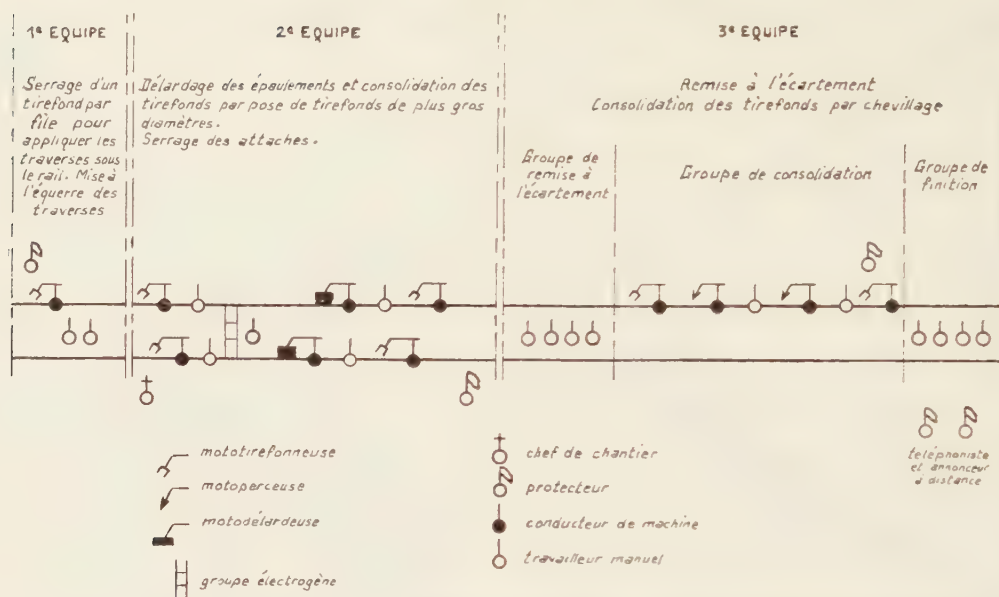 1e EQUIPE
2e EQUIPE
3e EQUIPE
Serrage d'un
tirefond par
file pour
appliquer les
traverses sous
le rail. Mise à
l'équerre des
traverses
Délardage des épaulements et consolidation des
tirefonds par pose de tirefonds de plus gros
diamètres.
Serrage des attaches.
Remise à l'écartement
Consolidation des tirefonds par chevillage
Groupe de
remise à
l'écartement
Groupe de consolidation
Groupe de
finition
mototirefonneuse
motoperceuse
motodélardeuse
groupe électrogène
chef de chantier
protecteur
conducteur de machine
travailleur manuel
téléphoniste
et annonceur
à distance